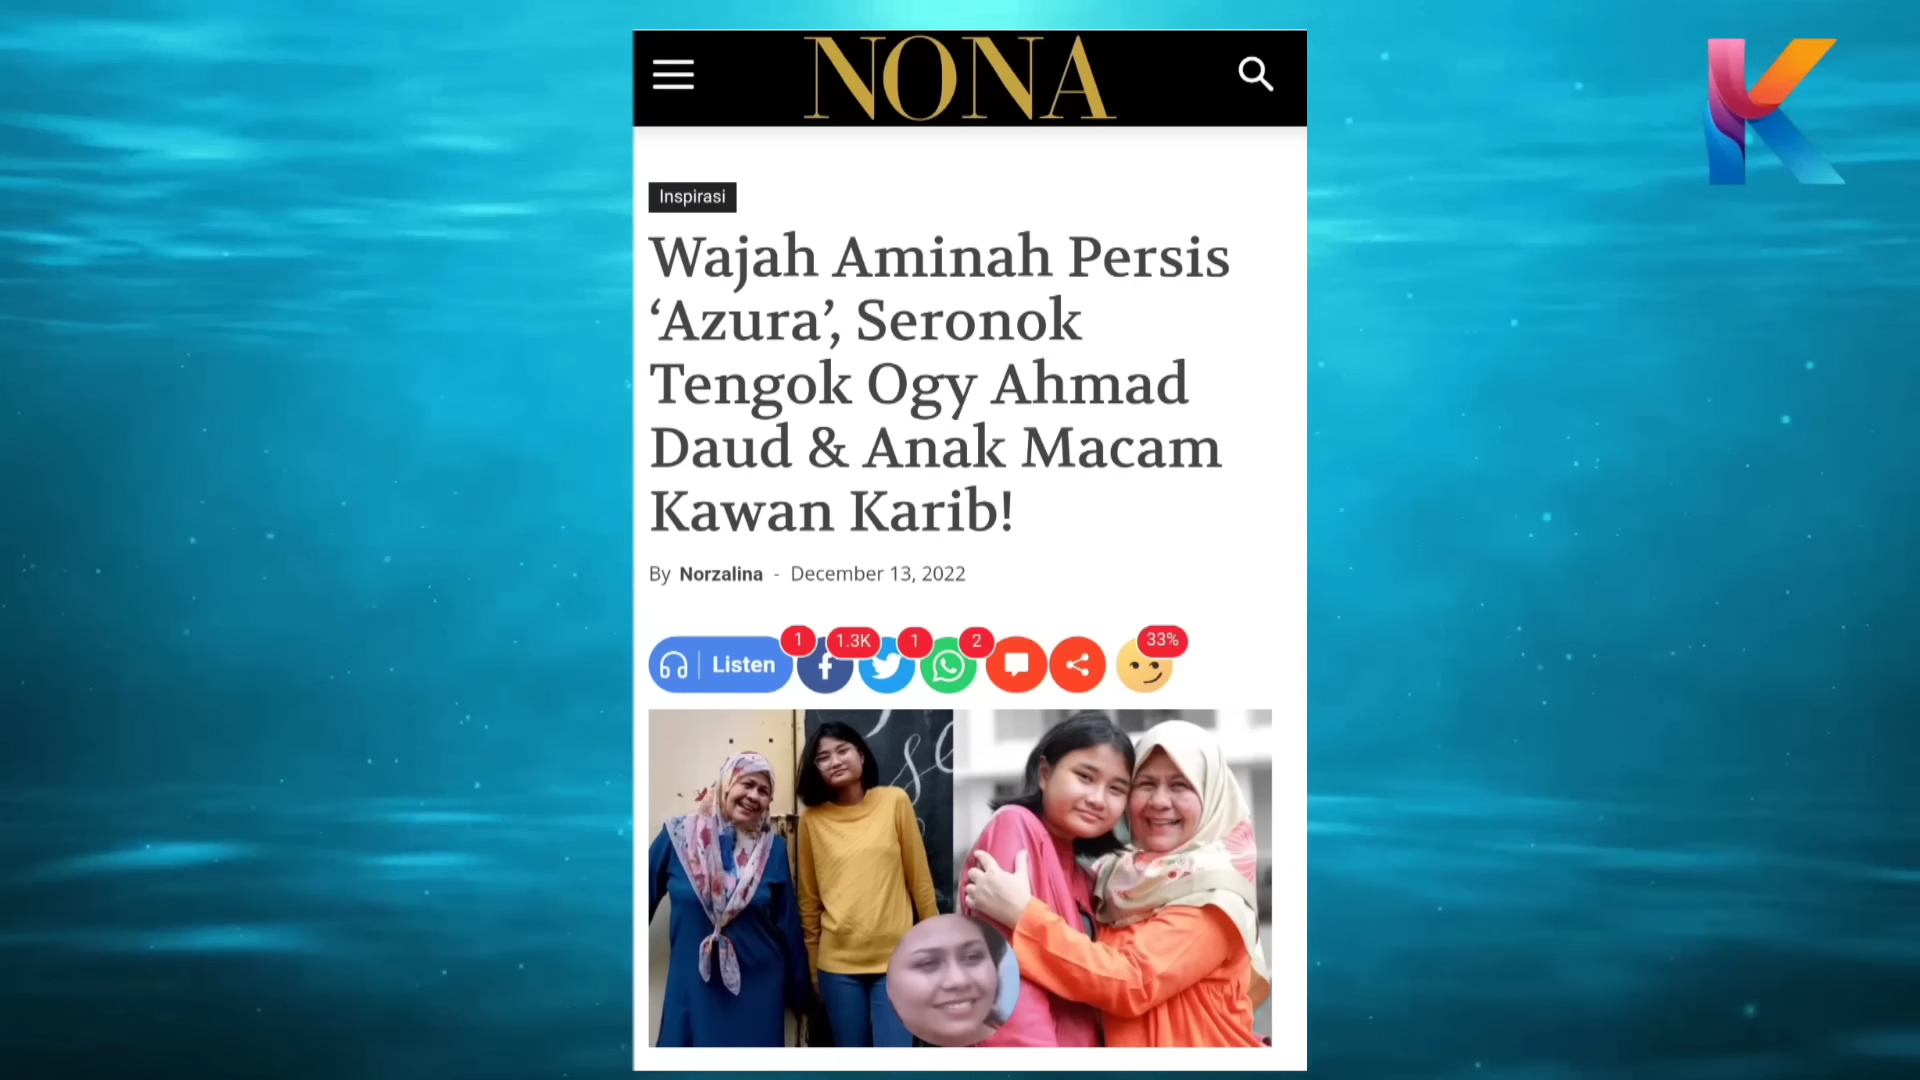 NONA
Inspirasi
Wajah Aminah Persis
‘Azura’, Seronok
Tengok Ogy Ahmad
Daud & Anak Macam
Kawan Karib!
By Norzalina - December 13, 2022
Listen 1 1.3K 1 2 33%